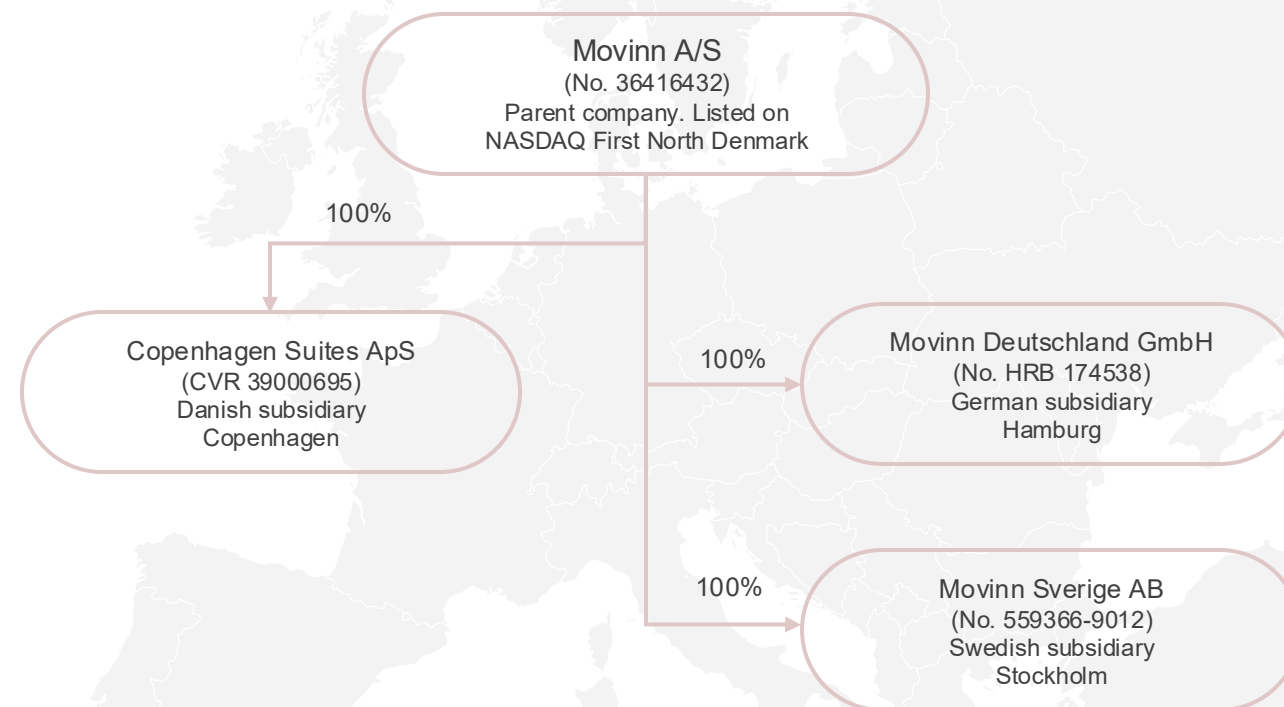 Movinn A/S
(No. 36416432)
Parent company. Listed on
NASDAQ First North Denmark
100%
Copenhagen Suites ApS
(CVR 39000695)
Danish subsidiary
Copenhagen
100%
Movinn Deutschland GmbH
(No. HRB 174538)
German subsidiary
Hamburg
100%
Movinn Sverige AB
(No. 559366-9012)
Swedish subsidiary
Stockholm